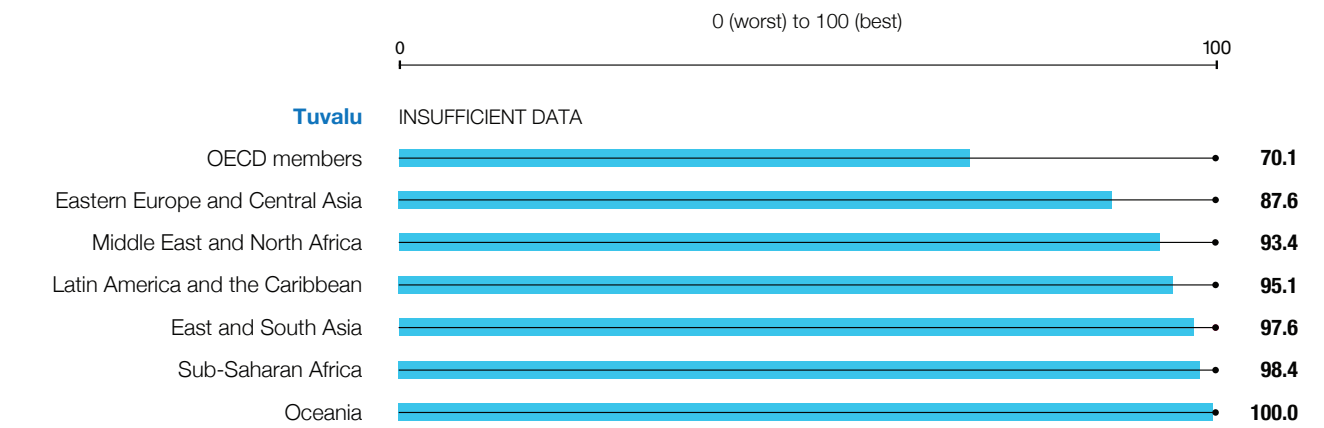 0 (worst) to 100 (best)
0 100
Tuvalu INSUFFICIENT DATA
OECD members 70.1
Eastern Europe and Central Asia 87.6
Middle East and North Africa 93.4
Latin America and the Caribbean 95.1
East and South Asia 97.6
Sub-Saharan Africa 98.4
Oceania 100.0